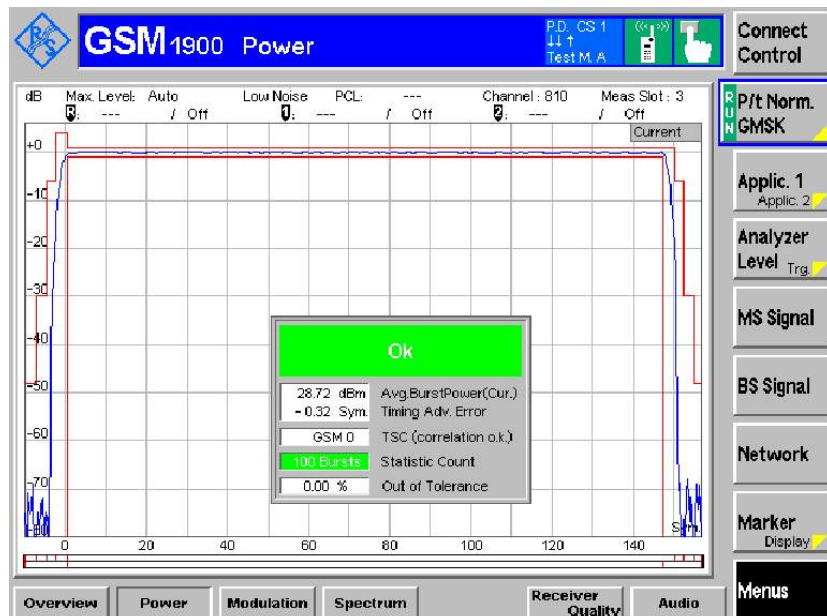 R S
GSM 1900 Power
P.D. CS 1
Test M. A
Connect Control
dB Max. Level: Auto Low Noise PCL: --- Channel : 810 Meas Slot : 3
R: --- / Off 1: --- / Off 2: --- / Off
Current
RUN
P/t Norm. GMSK
Applic. 1
Applic. 2
Analyzer Level
Trg.
MS Signal
BS Signal
Network
Marker
Display
Menus
+0
-10
-20
-30
-40
-50
-60
-70
-80
Ok
28.72 dBm Avg.BurstPower(Cur.)
- 0.32 Sym. Timing Adv. Error
GSM 0 TSC (correlation o.k.)
100 Bursts Statistic Count
0.00 % Out of Tolerance
Sym.
0 20 40 60 80 100 120 140
Overview Power Modulation Spectrum Receiver Quality Audio